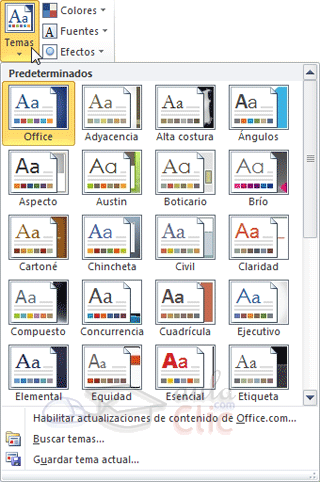 Temas
Colores
Fuentes
Efectos
Predeterminados
Office Adyacencia Alta costura Ángulos
Aspecto Austin Boticario Brío
Cartoné Chincheta Civil Claridad
Compuesto Concurrencia Cuadrícula Ejecutivo
Elemental Equidad Esencial Etiqueta
Habilitar actualizaciones de contenido de Office.com...
Buscar temas...
Guardar tema actual...
aulaClic.com